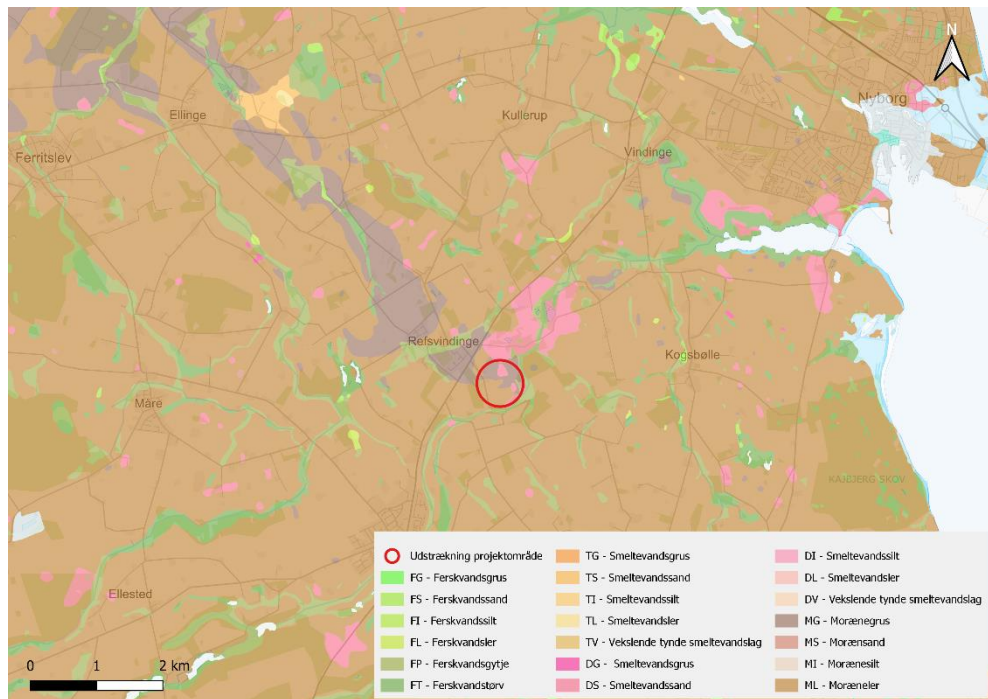 N
Nyborg
Ellinge
Kullerup
Ferritslev
Vindinge
Refsvindinge
Kogsbølle
Måre
KAJBJERG SKOV
Ellested
0 1 2 km
Udstrækning projektområde
FG - Ferskvandsgrus
FS - Ferskvandssand
FI - Ferskvandssilt
FL - Ferskvandsler
FP - Ferskvandsgytje
FT - Ferskvandstørv
TG - Smeltevandsgrus
TS - Smeltevandssand
TI - Smeltevandssilt
TL - Smeltevandsler
TV - Vekslende tynde smeltevandslag
DG - Smeltevandsgrus
DS - Smeltevandssand
DI - Smeltevandssilt
DL - Smeltevandsler
DV - Vekslende tynde smeltevandslag
MG - Morænegrus
MS - Morænsand
MI - Morænesilt
ML - Moræneler